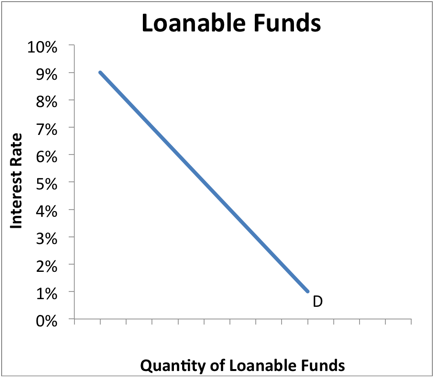 Loanable Funds
10%
9%
8%
7%
6%
5%
4%
3%
2%
1%
0%
Interest Rate
D
Quantity of Loanable Funds